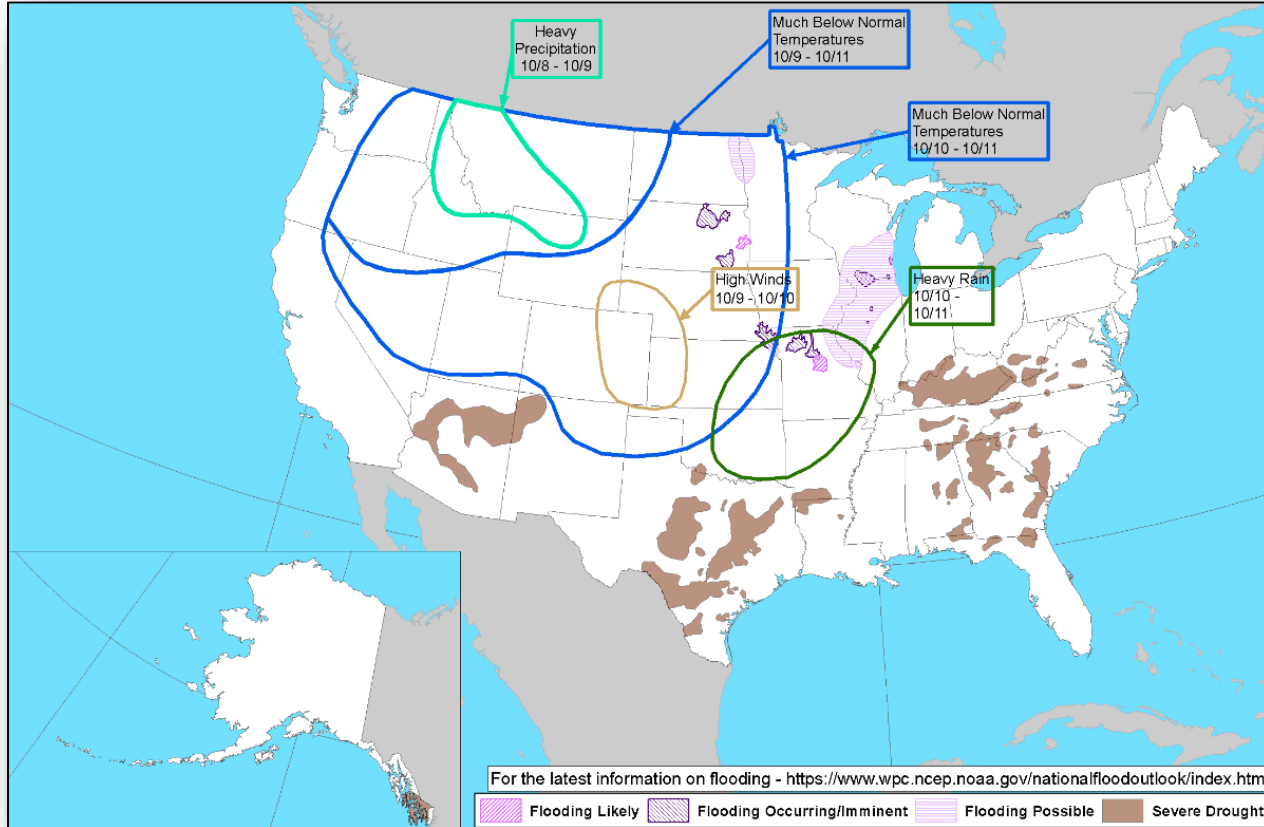 Heavy
Precipitation
10/8 - 10/9
Much Below Normal
Temperatures
10/9 - 10/11
Much Below Normal
Temperatures
10/10 - 10/11
High Winds
10/9 - 10/10
Heavy Rain
10/10 -
10/11
For the latest information on flooding - https://www.wpc.ncep.noaa.gov/nationalfloodoutlook/index.htm
Flooding Likely
Flooding Occurring/Imminent
Flooding Possible
Severe Drought